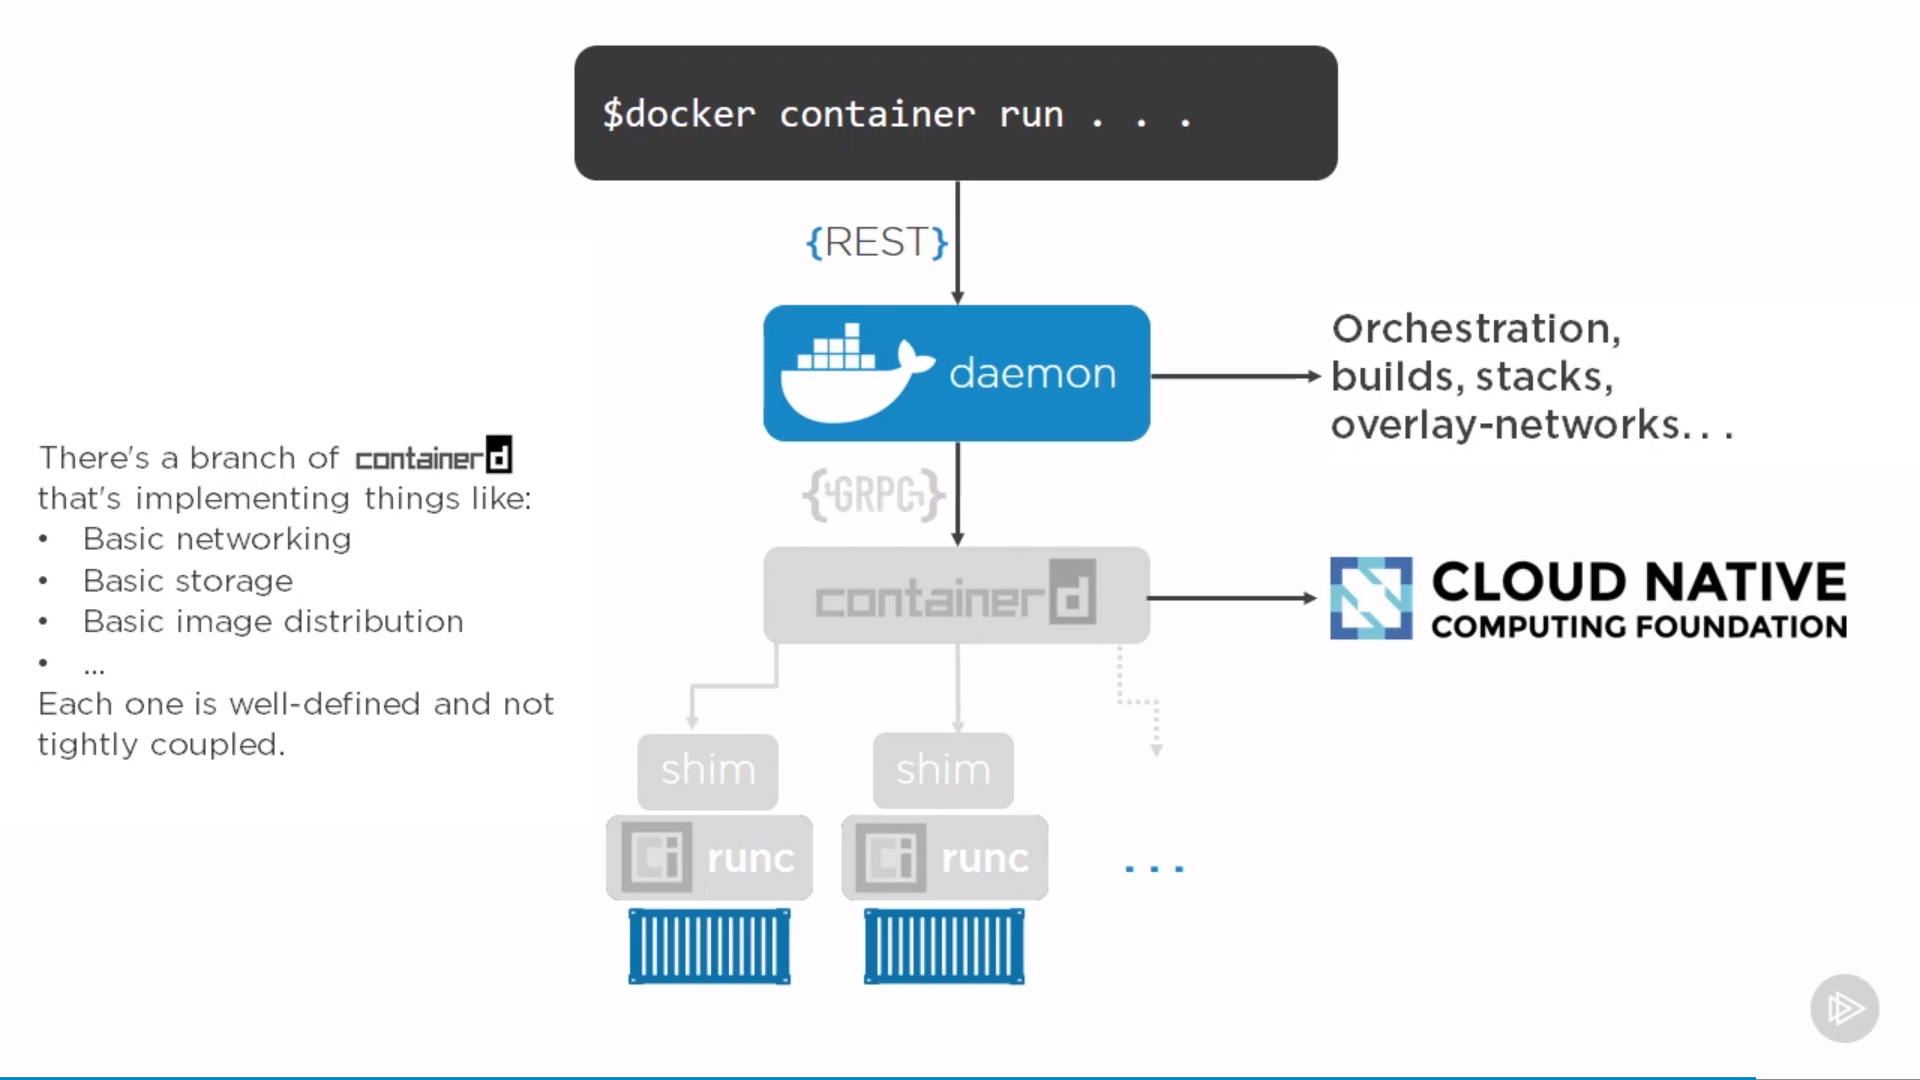 $docker container run . . .
{REST}
daemon
Orchestration,
builds, stacks,
overlay-networks. . .
{GRPC}
containerd
CLOUD NATIVE
COMPUTING FOUNDATION
There's a branch of containerd
that's implementing things like:
• Basic networking
• Basic storage
• Basic image distribution
• ...
Each one is well-defined and not
tightly coupled.
shim
shim
Ci runc
Ci runc
. . .